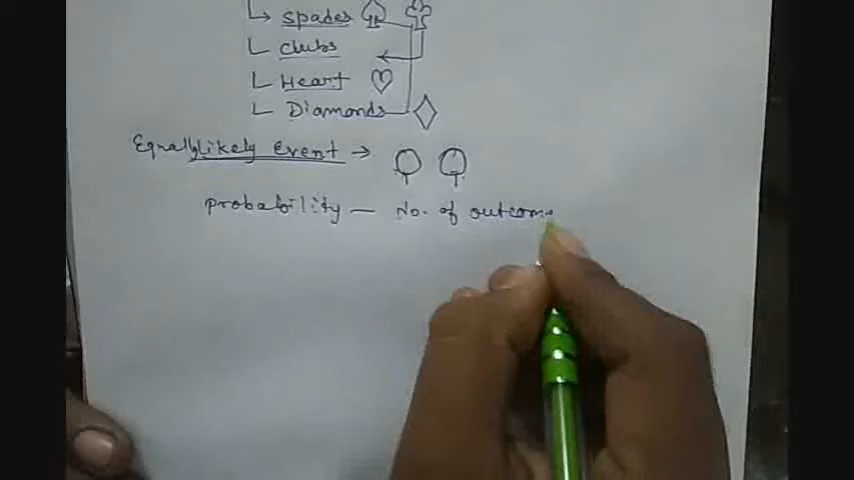 spades
clubs
Heart
Diamonds
Equally likely Event →
probability — No. of outcome